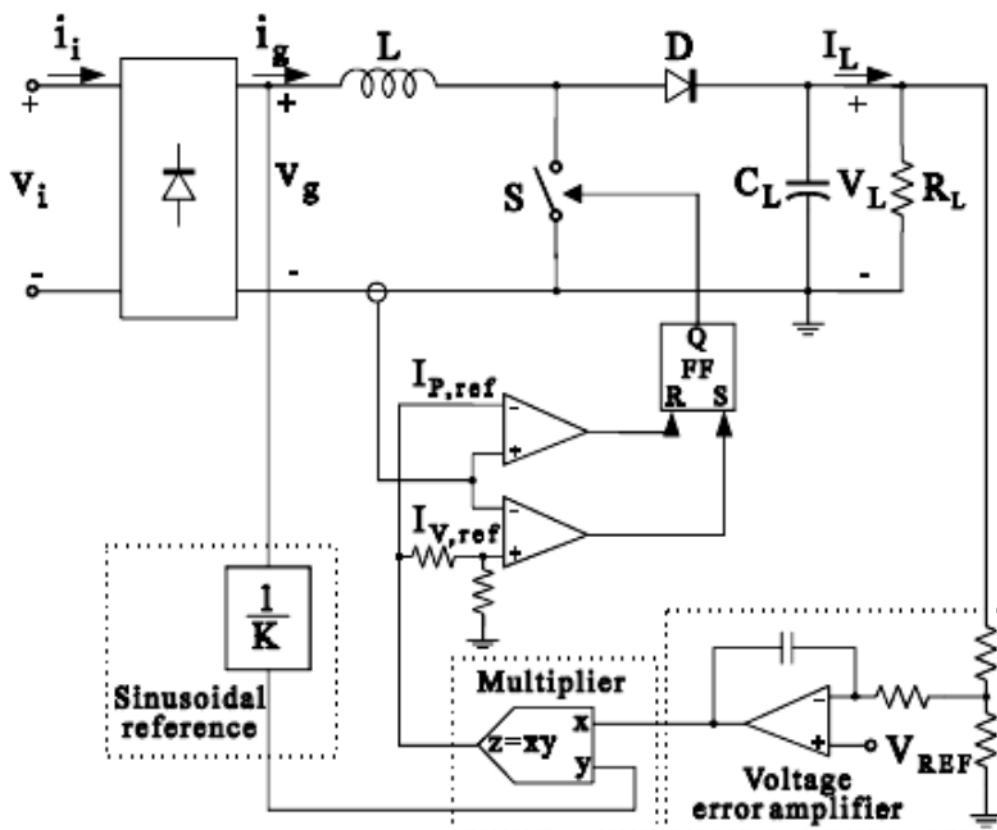 i_i
i_g
L
D
I_L
+
+
+
V_i
V_g
S
C_L
V_L
R_L
-
-
-
Q
FF
R
S
I_P,ref
-
+
I_V,ref
-
+
1
K
Sinusoidal
reference
Multiplier
z=xy
x
y
-
+
V_REF
Voltage
error amplifier